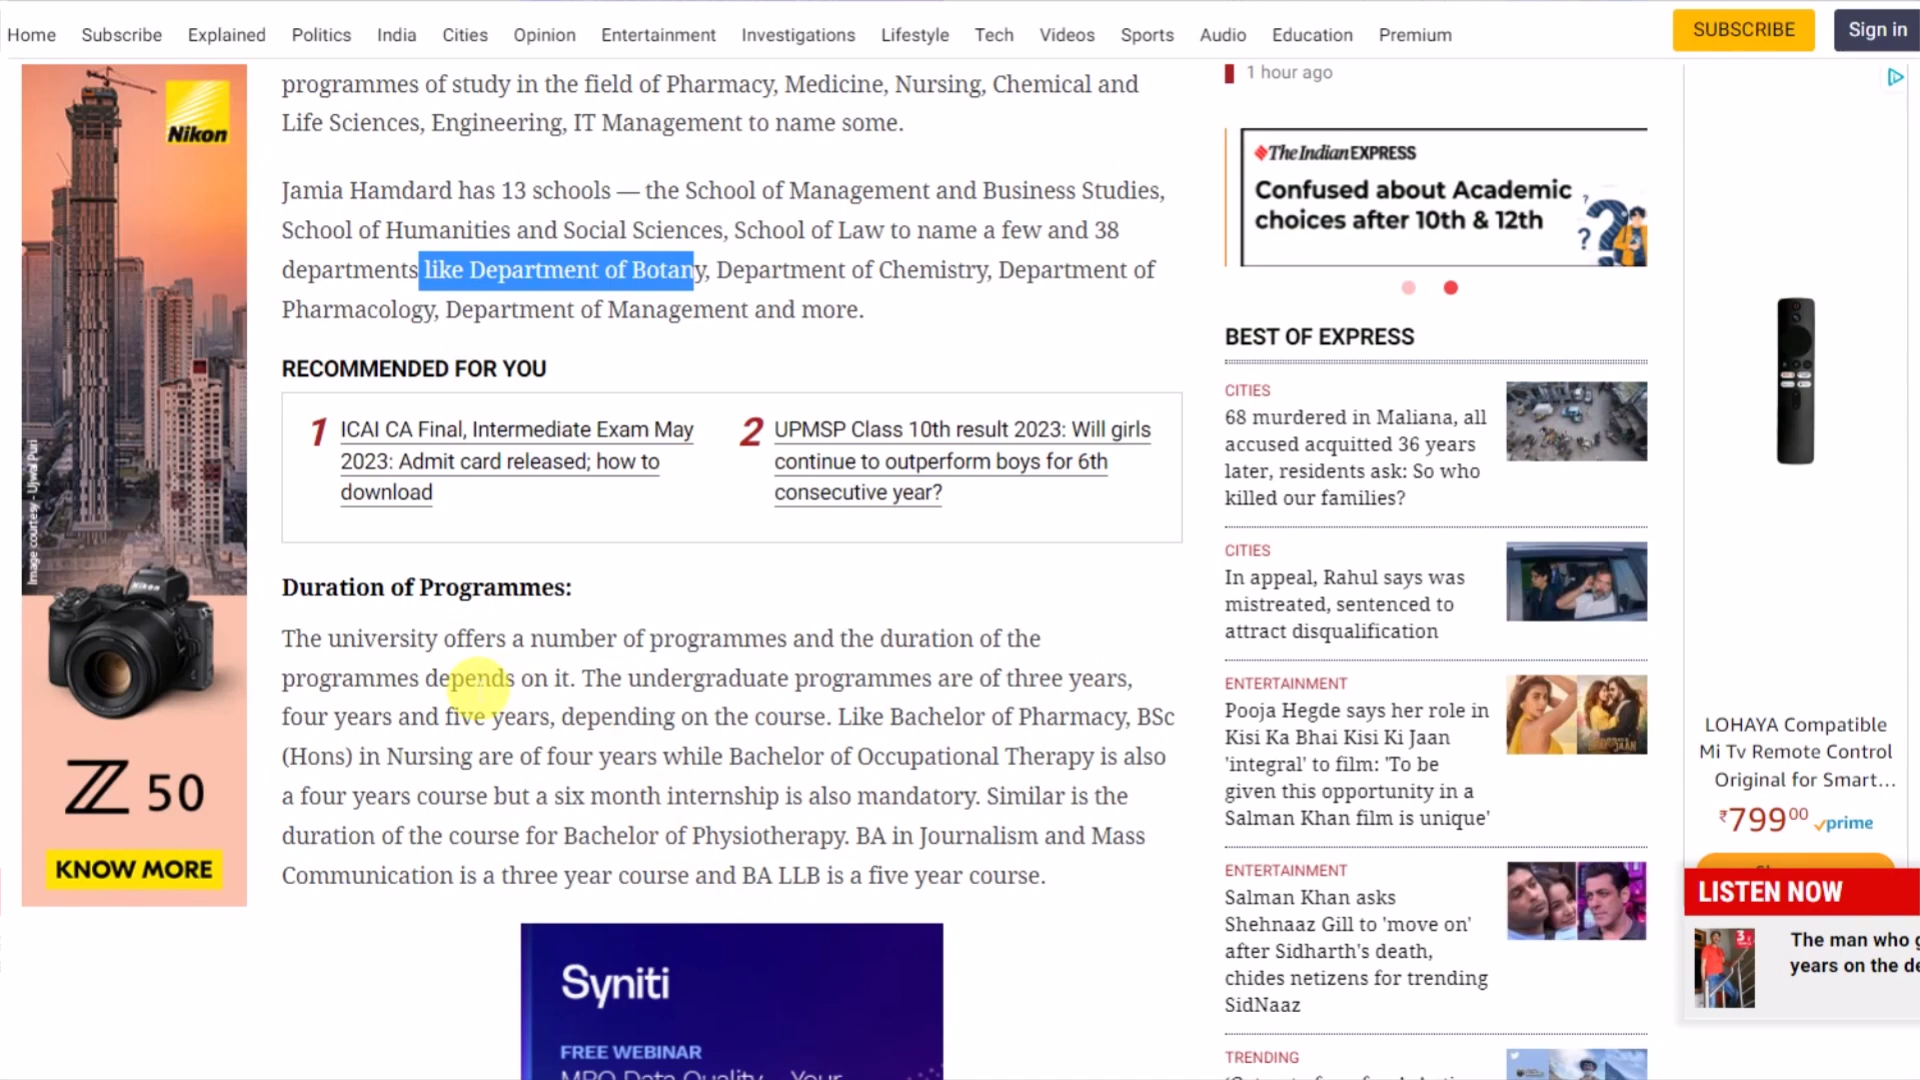 Home Subscribe Explained Politics India Cities Opinion Entertainment Investigations Lifestyle Tech Videos Sports Audio Education Premium SUBSCRIBE Sign in
Nikon
Image courtesy - Ujwal Puri
Nikon
Z 50
KNOW MORE
programmes of study in the field of Pharmacy, Medicine, Nursing, Chemical and
Life Sciences, Engineering, IT Management to name some.
Jamia Hamdard has 13 schools — the School of Management and Business Studies,
School of Humanities and Social Sciences, School of Law to name a few and 38
departments like Department of Botany, Department of Chemistry, Department of
Pharmacology, Department of Management and more.
RECOMMENDED FOR YOU
1 ICAI CA Final, Intermediate Exam May
2023: Admit card released; how to
download
2 UPMSP Class 10th result 2023: Will girls
continue to outperform boys for 6th
consecutive year?
Duration of Programmes:
The university offers a number of programmes and the duration of the
programmes depends on it. The undergraduate programmes are of three years,
four years and five years, depending on the course. Like Bachelor of Pharmacy, BSc
(Hons) in Nursing are of four years while Bachelor of Occupational Therapy is also
a four years course but a six month internship is also mandatory. Similar is the
duration of the course for Bachelor of Physiotherapy. BA in Journalism and Mass
Communication is a three year course and BA LLB is a five year course.
Syniti
FREE WEBINAR
1 hour ago
The Indian EXPRESS
Confused about Academic
choices after 10th & 12th
BEST OF EXPRESS
CITIES
68 murdered in Maliana, all
accused acquitted 36 years
later, residents ask: So who
killed our families?
CITIES
In appeal, Rahul says was
mistreated, sentenced to
attract disqualification
ENTERTAINMENT
Pooja Hegde says her role in
Kisi Ka Bhai Kisi Ki Jaan
'integral' to film: 'To be
given this opportunity in a
Salman Khan film is unique'
ENTERTAINMENT
Salman Khan asks
Shehnaaz Gill to 'move on'
after Sidharth's death,
chides netizens for trending
SidNaaz
TRENDING
LOHAYA Compatible
Mi Tv Remote Control
Original for Smart...
₹79900 prime
LISTEN NOW
The man who g
years on the de